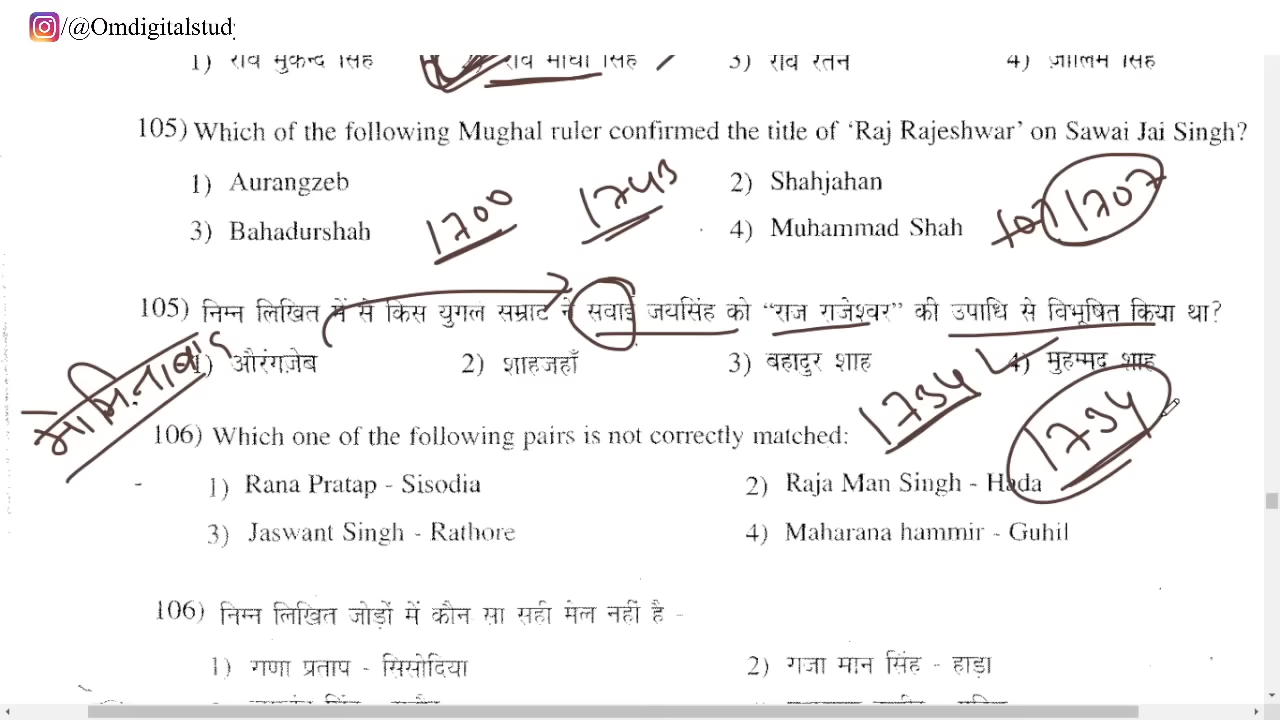 /@Omdigitalstud
1) राव मुकन्द सिंह राव माधो सिंह 3) राव रतन 4) ज़ालिम सिंह
105) Which of the following Mughal ruler confirmed the title of ‘Raj Rajeshwar’ on Sawai Jai Singh?
1) Aurangzeb 2) Shahjahan
1700 1743 1707
3) Bahadurshah 4) Muhammad Shah
105) निम्न लिखित में से किस युगल सम्राट ने सवाई जयसिंह को “राज राजेश्वर” की उपाधि से विभूषित किया था?
1) औरंगज़ेब 2) शाहजहाँ 3) बहादुर शाह 4) मुहम्मद शाह
1734 1734
106) Which one of the following pairs is not correctly matched:
1) Rana Pratap - Sisodia 2) Raja Man Singh - Hada
3) Jaswant Singh - Rathore 4) Maharana hammir - Guhil
106) निम्न लिखित जोड़ों में कौन सा सही मेल नहीं है -
1) राणा प्रताप - सिसोदिया 2) राजा मान सिंह - हाड़ा